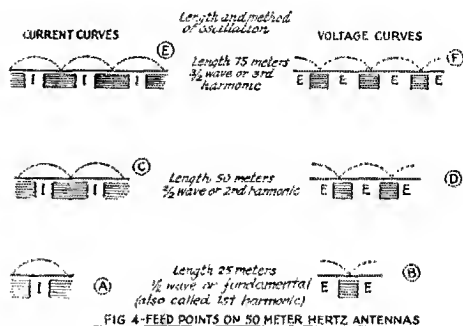 Length and method
of oscillation
CURRENT CURVES
VOLTAGE CURVES
E
Length 75 meters
3/2 wave or 3rd
harmonic
F
I I I
E E E E
C
Length 50 meters
2/2 wave or 2nd harmonic
D
I I
E E E
A
Length 25 meters
1/2 wave or fundamental
(also called 1st harmonic)
B
I
E E
FIG 4-FEED POINTS ON 50 METER HERTZ ANTENNAS